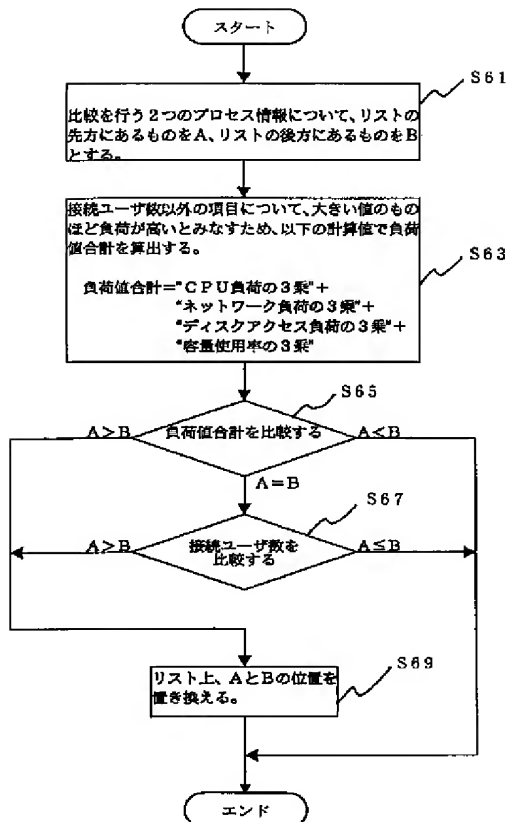 スタート
S61
比較を行う２つのプロセス情報について、リストの
先方にあるものをA、リストの後方にあるものをB
とする。
接続ユーザ数以外の項目について、大きい値のもの
ほど負荷が高いとみなすため、以下の計算値で負荷
値合計を算出する。
S63
負荷値合計="ＣＰＵ負荷の３乗"+
"ネットワーク負荷の３乗"+
"ディスクアクセス負荷の３乗"+
"容量使用率の３乗"
S65
A>B
負荷値合計を比較する
A<B
A=B
S67
A>B
接続ユーザ数を
比較する
A≤B
S69
リスト上、AとBの位置を
置き換える。
エンド